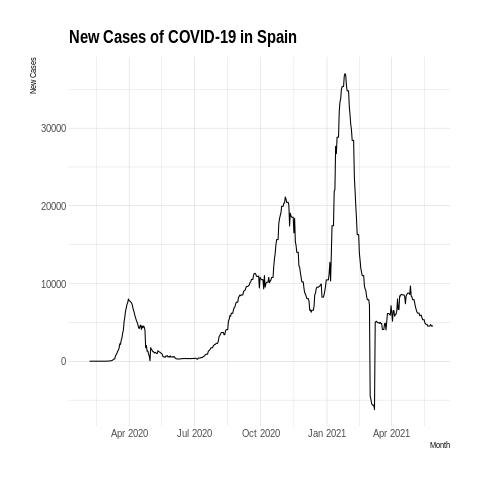 New Cases of COVID-19 in Spain
New Cases
30000
20000
10000
0
Apr 2020 Jul 2020 Oct 2020 Jan 2021 Apr 2021
Month